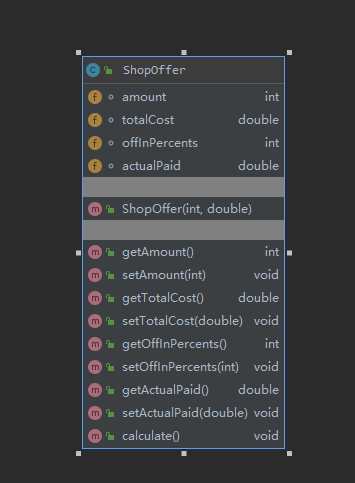 ShopOffer
amount int
totalCost double
offInPercents int
actualPaid double
ShopOffer(int, double)
getAmount() int
setAmount(int) void
getTotalCost() double
setTotalCost(double) void
getOffInPercents() int
setOffInPercents(int) void
getActualPaid() double
setActualPaid(double) void
calculate() void